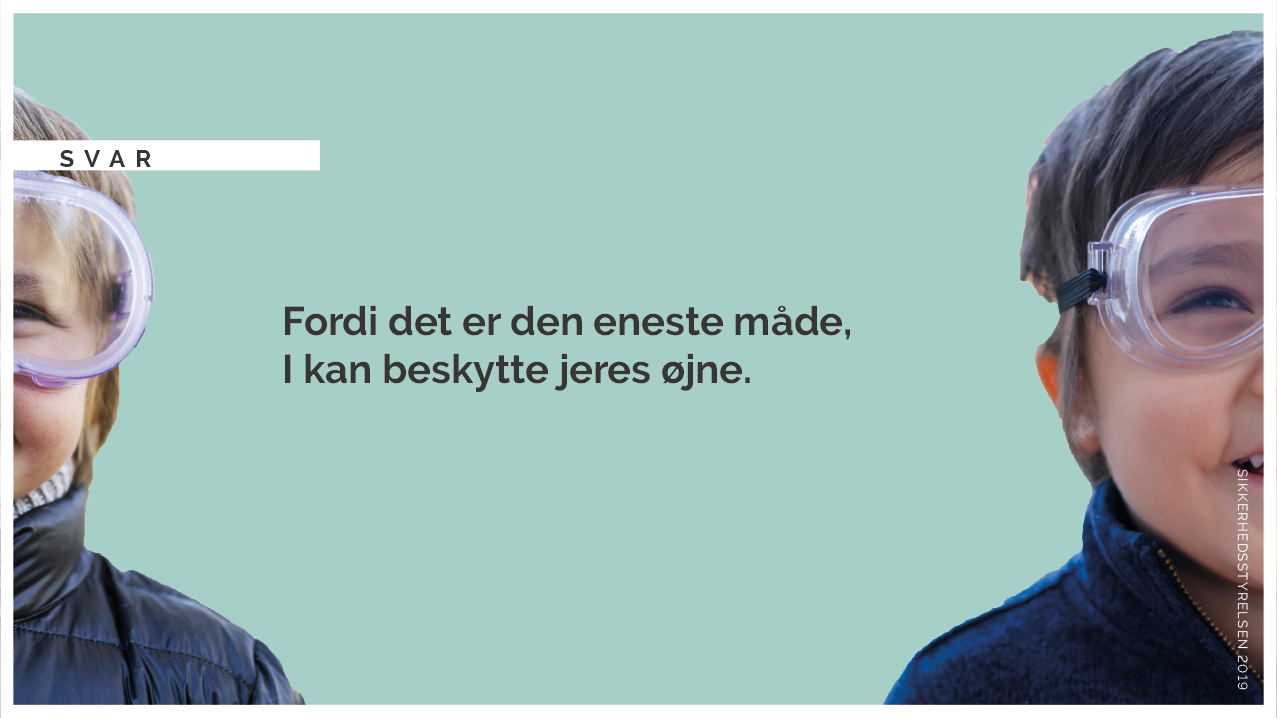 SVAR
Fordi det er den eneste måde,
I kan beskytte jeres øjne.
SIKKERHEDSSTYRELSEN 2019